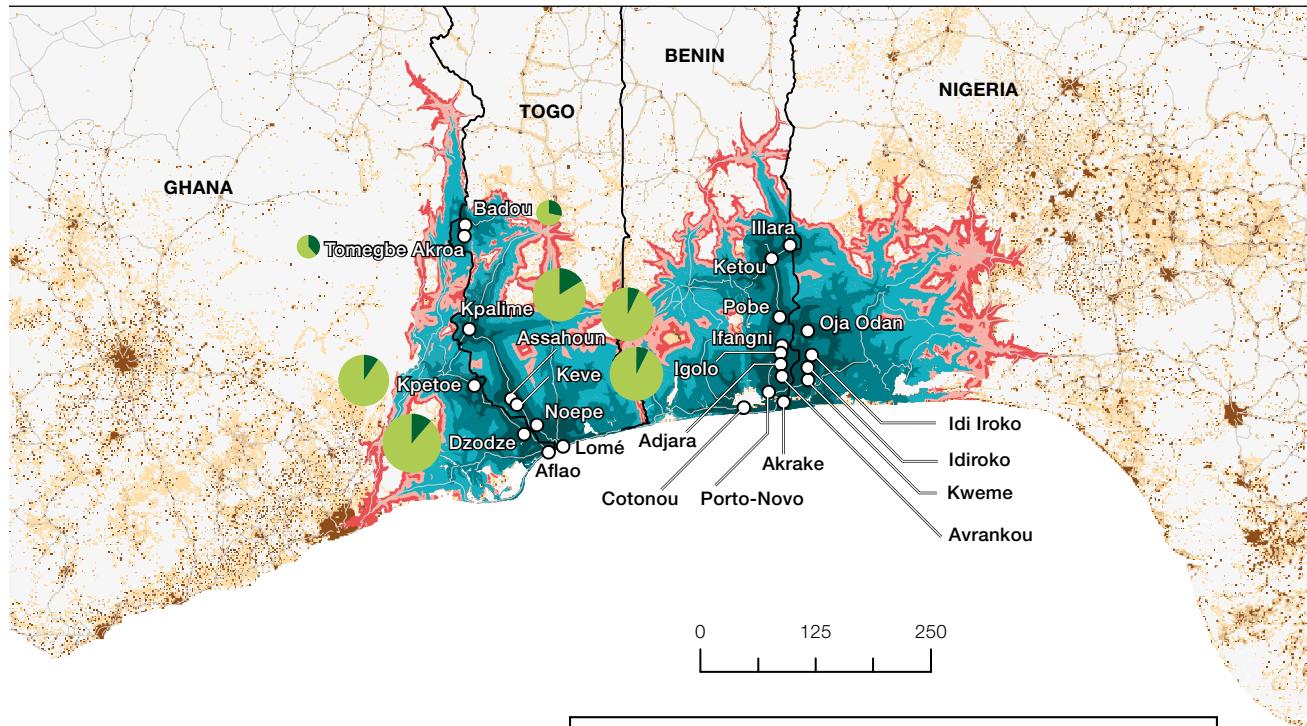 BENIN
NIGERIA
TOGO
GHANA
Badou
Tomegbe Akroa
Illara
Ketou
Kpalime
Pobe
Oja Odan
Assahoun
Ifangni
Igolo
Keve
Kpetoe
Noepe
Dzodze
Lomé
Aflao
Adjara
Akrake
Idi Iroko
Idiroko
Cotonou
Porto-Novo
Kweme
Avrankou
0 125 250